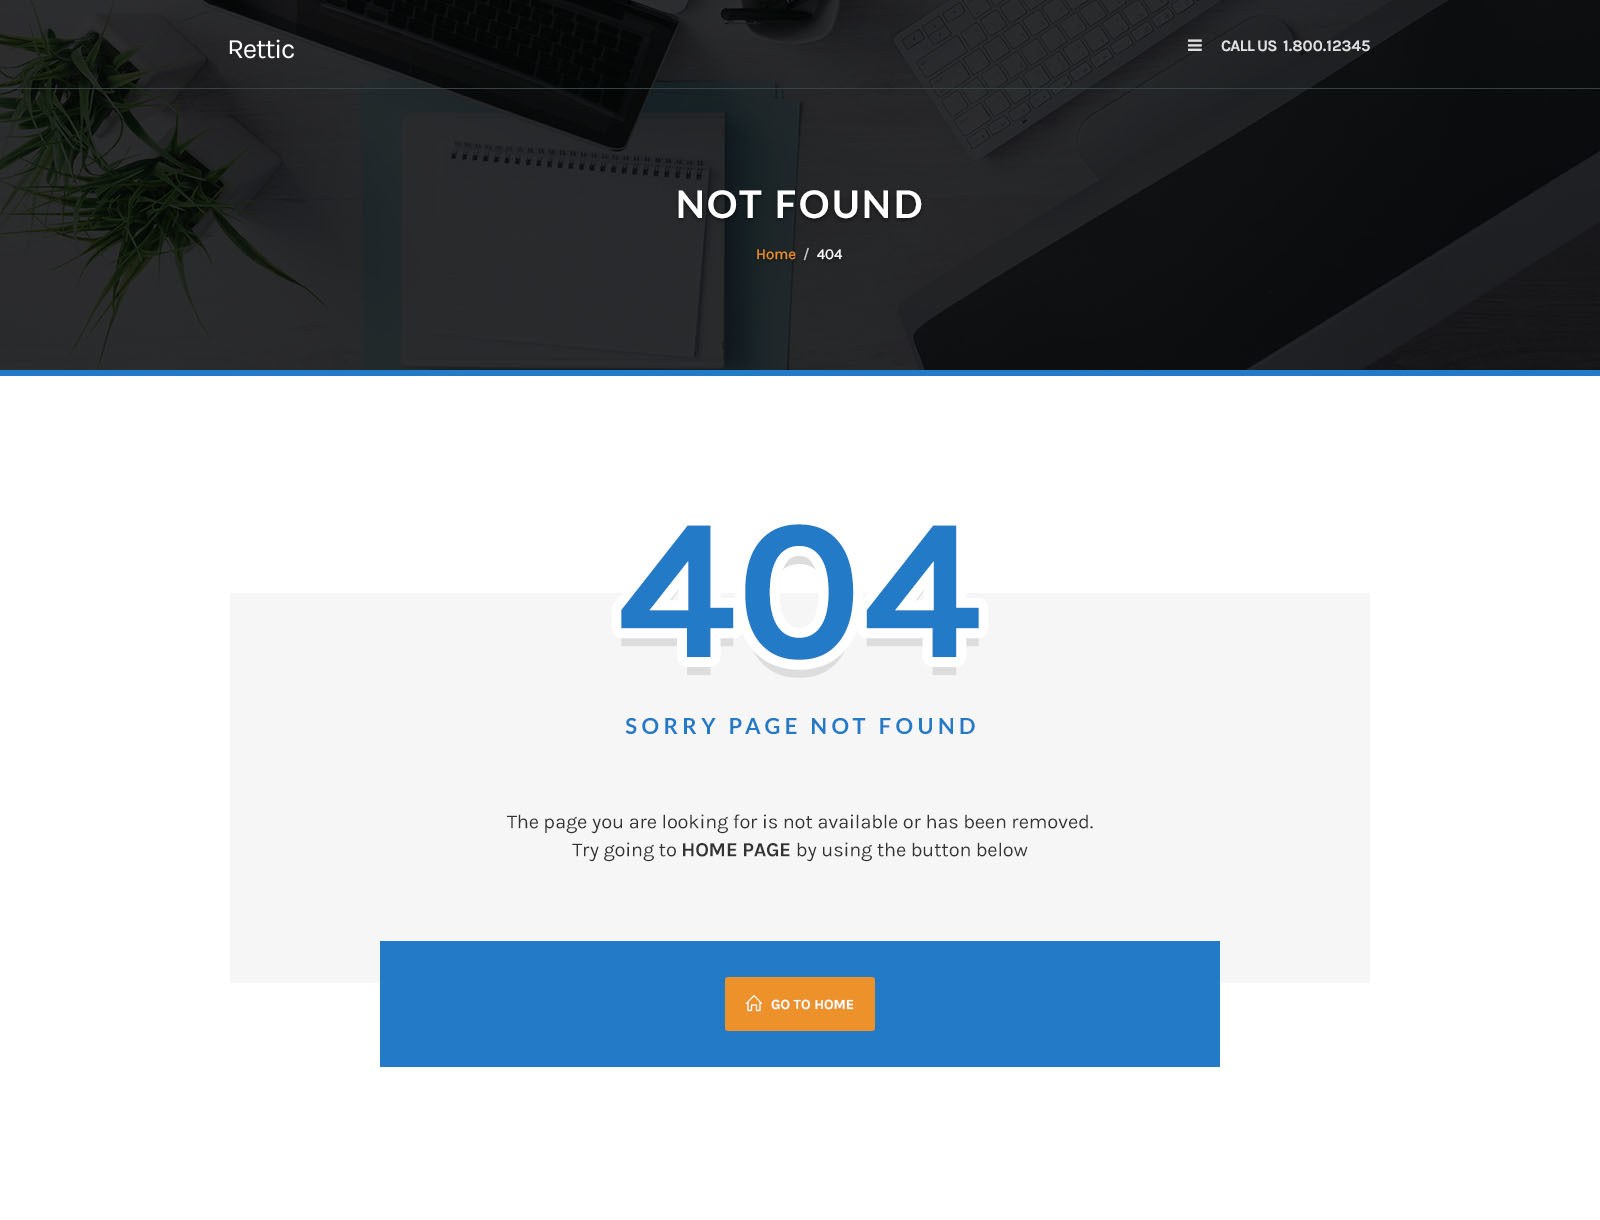 Rettic
CALL US 1.800.12345
NOT FOUND
Home / 404
404
SORRY PAGE NOT FOUND
The page you are looking for is not available or has been removed.
Try going to HOME PAGE by using the button below
GO TO HOME